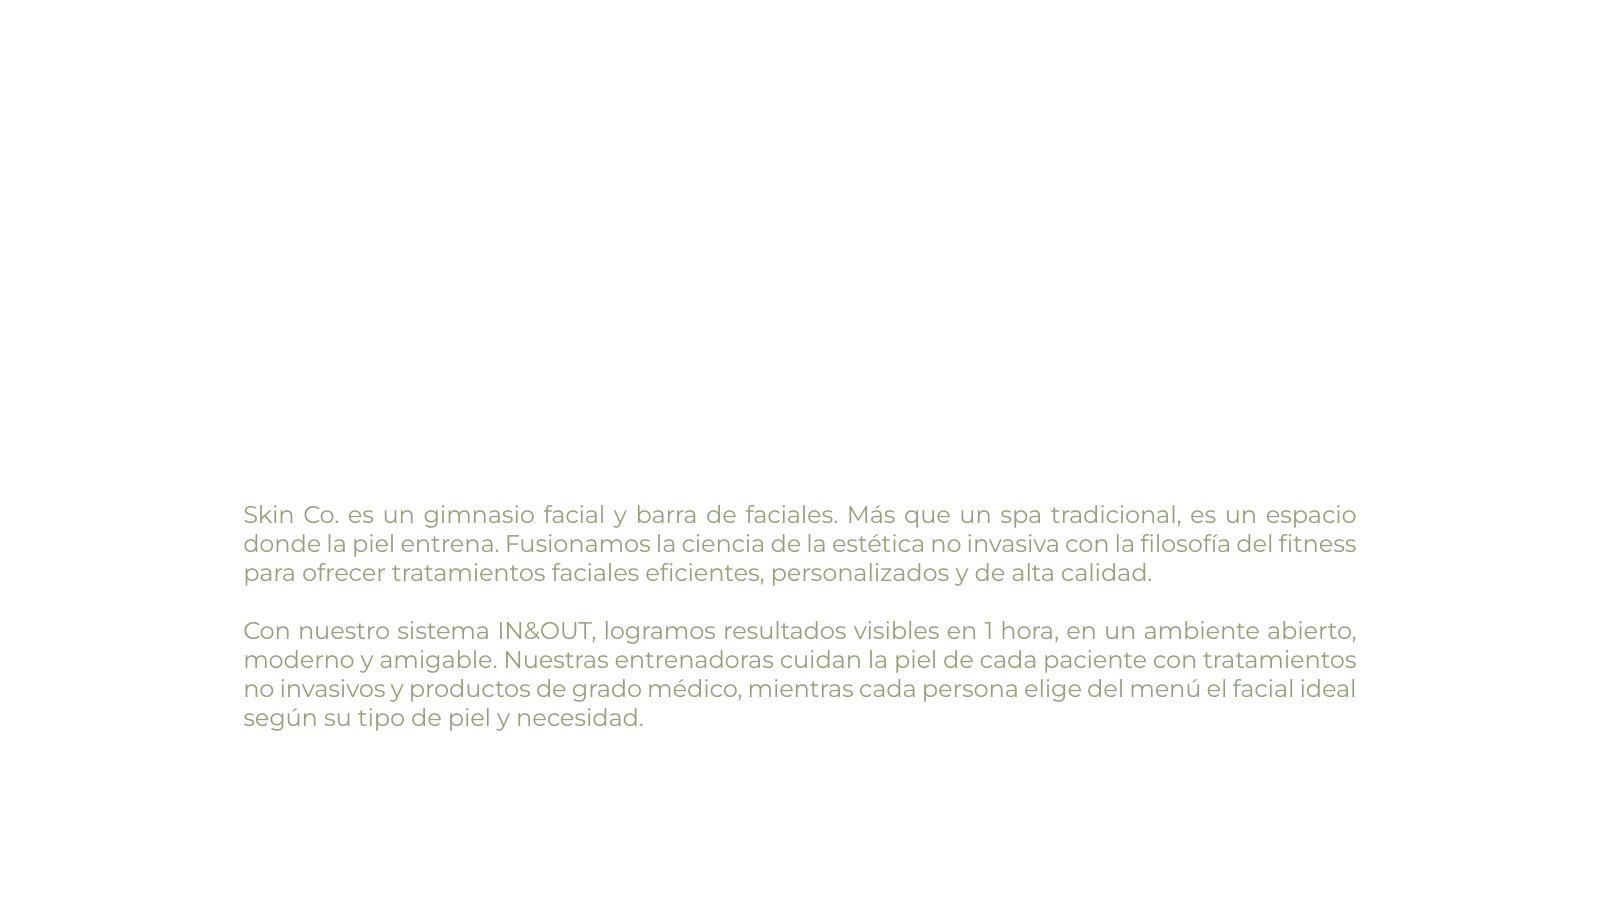 Skin Co. es un gimnasio facial y barra de faciales. Más que un spa tradicional, es un espacio
donde la piel entrena. Fusionamos la ciencia de la estética no invasiva con la filosofía del fitness
para ofrecer tratamientos faciales eficientes, personalizados y de alta calidad.
Con nuestro sistema IN&OUT, logramos resultados visibles en 1 hora, en un ambiente abierto,
moderno y amigable. Nuestras entrenadoras cuidan la piel de cada paciente con tratamientos
no invasivos y productos de grado médico, mientras cada persona elige del menú el facial ideal
según su tipo de piel y necesidad.